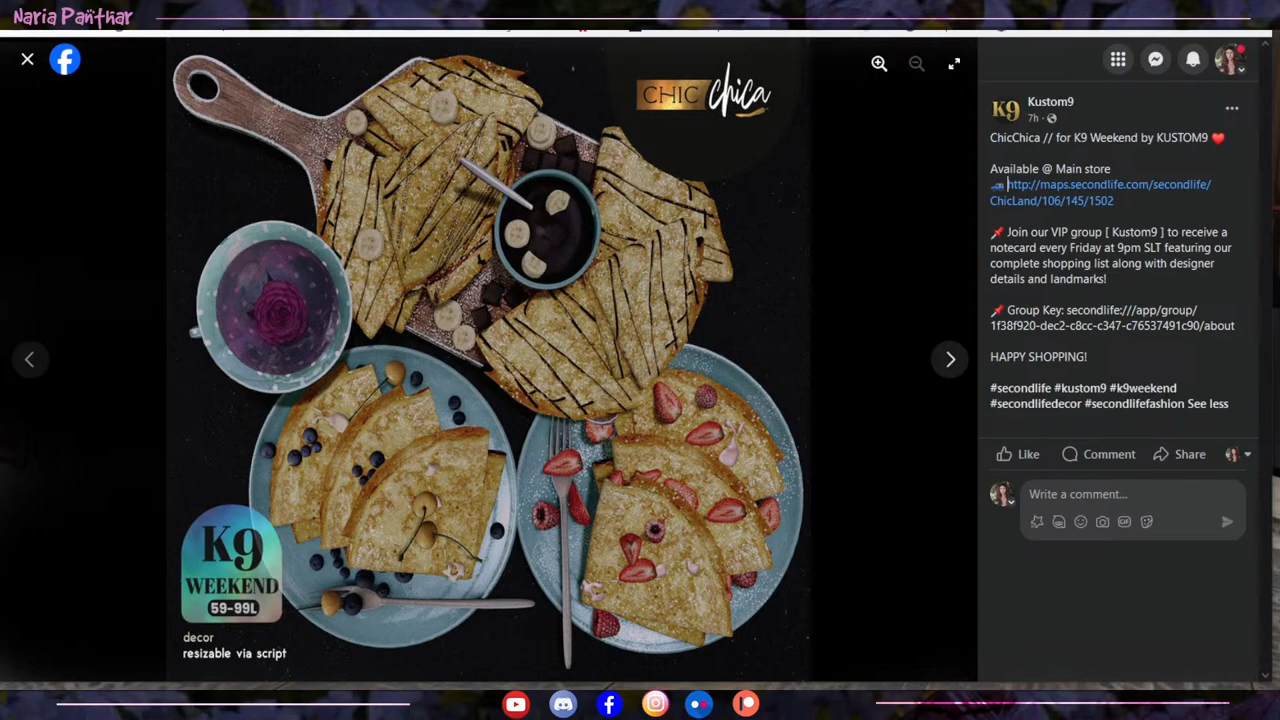 Naria Panthar
CHIC chica
K9
WEEKEND
59-99L
decor
resizable via script
K9
Kustom9
7h ·
ChicChica // for K9 Weekend by KUSTOM9 ❤️
Available @ Main store
http://maps.secondlife.com/secondlife/
ChicLand/106/145/1502
📌 Join our VIP group [ Kustom9 ] to receive a
notecard every Friday at 9pm SLT featuring our
complete shopping list along with designer
details and landmarks!
📌 Group Key: secondlife:///app/group/
1f38f920-dec2-c8cc-c347-c76537491c90/about
HAPPY SHOPPING!
#secondlife #kustom9 #k9weekend
#secondlifedecor #secondlifefashion See less
Like Comment Share
Write a comment...
GIF